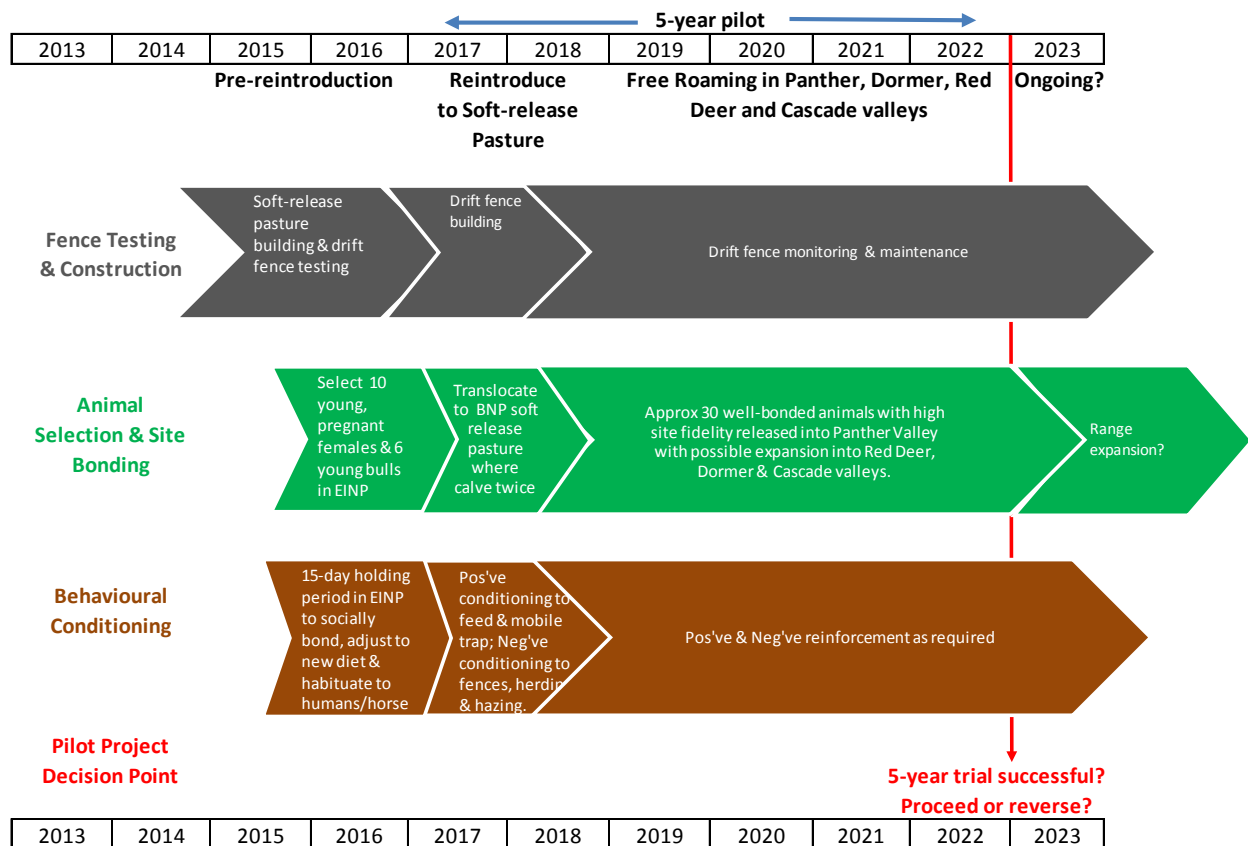 5-year pilot
2013 2014 2015 2016 2017 2018 2019 2020 2021 2022 2023
Pre-reintroduction
Reintroduce
to Soft-release
Pasture
Free Roaming in Panther, Dormer, Red
Deer and Cascade valleys
Ongoing?
Fence Testing
& Construction
Soft-release
pasture
building & drift
fence testing
Drift fence
building
Drift fence monitoring & maintenance
Animal
Selection & Site
Bonding
Select 10
young,
pregnant
females & 6
young bulls
in EINP
Translocate
to BNP soft
release
pasture
where
calve twice
Approx 30 well-bonded animals with high
site fidelity released into Panther Valley
with possible expansion into Red Deer,
Dormer & Cascade valleys.
Range
expansion?
Behavioural
Conditioning
15-day holding
period in EINP
to socially
bond, adjust to
new diet &
habituate to
humans/horse
Pos've
conditioning to
feed & mobile
trap; Neg've
conditioning to
fences, herdin
& hazing.
Pos've & Neg've reinforcement as required
Pilot Project
Decision Point
5-year trial successful?
Proceed or reverse?
2013 2014 2015 2016 2017 2018 2019 2020 2021 2022 2023